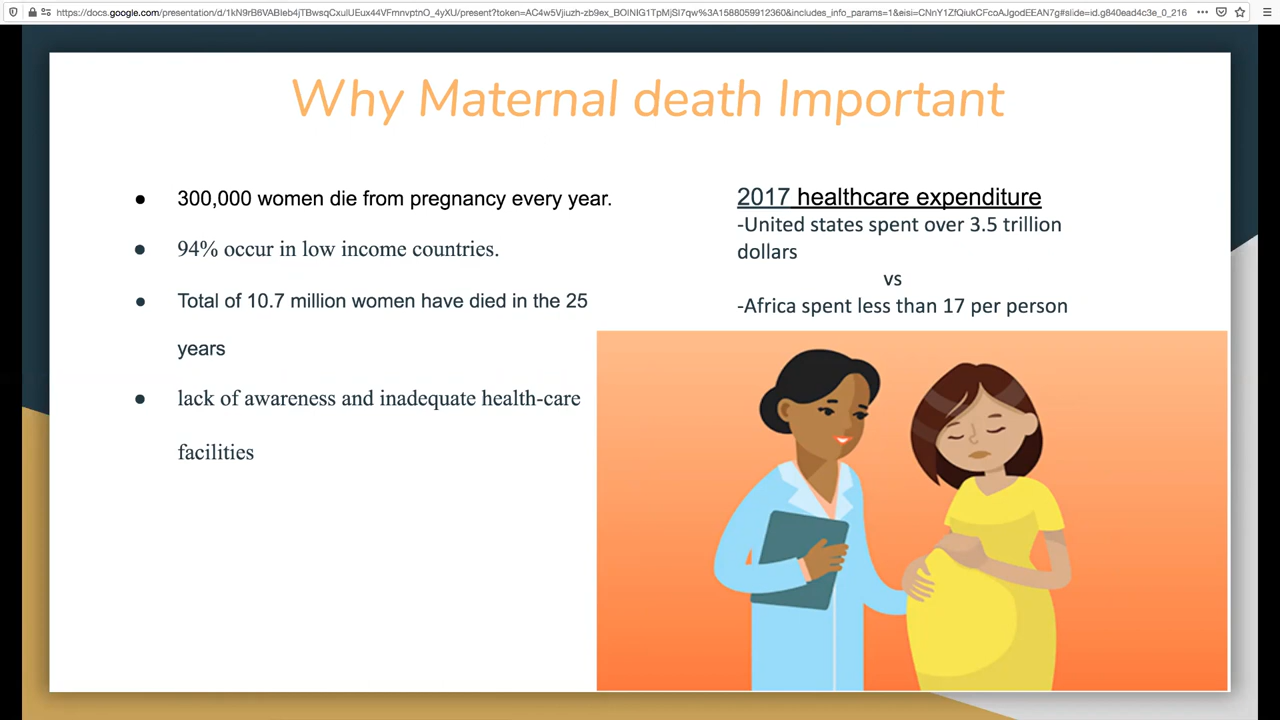 https://docs.google.com/presentation/d/1kN9rB6VABIeb4jTBwsqCxulUEux44VFmnvptnO_4yXU/present?token=AC4w5Vjiuzh-zb9ex_BOINIG1TpM|SI7qw%3A1588059912360&includes_info_params=1&eisi=CNnY1ZfQiukCFcoAJgodEEAN7g#slide=id.g840ead4c3e_0_216
Why Maternal death Important
● 300,000 women die from pregnancy every year.
● 94% occur in low income countries.
● Total of 10.7 million women have died in the 25
years
● lack of awareness and inadequate health-care
facilities
2017 healthcare expenditure
-United states spent over 3.5 trillion
dollars
vs
-Africa spent less than 17 per person